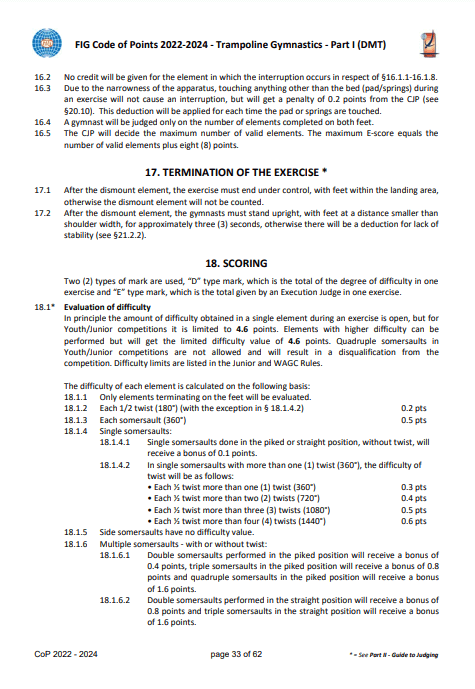 FIG Code of Points 2022-2024 - Trampoline Gymnastics - Part I (DMT)
16.2 No credit will be given for the element in which the interruption occurs in respect of §16.1.1-16.1.8.
16.3 Due to the narrowness of the apparatus, touching anything other than the bed (pad/springs) during
an exercise will not cause an interruption, but will get a penalty of 0.2 points from the CJP (see
§20.10). This deduction will be applied for each time the pad or springs are touched.
16.4 A gymnast will be judged only on the number of elements completed on both feet.
16.5 The CJP will decide the maximum number of valid elements. The maximum E-score equals the
number of valid elements plus eight (8) points.
17. TERMINATION OF THE EXERCISE *
17.1 After the dismount element, the exercise must end under control, with feet within the landing area,
otherwise the dismount element will not be counted.
17.2 After the dismount element, the gymnasts must stand upright, with feet at a distance smaller than
shoulder width, for approximately three (3) seconds, otherwise there will be a deduction for lack of
stability (see §21.2.2).
18. SCORING
Two (2) types of mark are used, "D" type mark, which is the total of the degree of difficulty in one
exercise and "E" type mark, which is the total given by an Execution Judge in one exercise.
18.1* Evaluation of difficulty
In principle the amount of difficulty obtained in a single element during an exercise is open, but for
Youth/Junior competitions it is limited to 4.6 points. Elements with higher difficulty can be
performed but will get the limited difficulty value of 4.6 points. Quadruple somersaults in
Youth/Junior competitions are not allowed and will result in a disqualification from the
competition. Difficulty limits are listed in the Junior and WAGC Rules.
The difficulty of each element is calculated on the following basis:
18.1.1 Only elements terminating on the feet will be evaluated.
18.1.2 Each 1/2 twist (180°) (with the exception in § 18.1.4.2) 0.2 pts
18.1.3 Each somersault (360°) 0.5 pts
18.1.4 Single somersaults:
18.1.4.1 Single somersaults done in the piked or straight position, without twist, will
receive a bonus of 0.1 points.
18.1.4.2 In single somersaults with more than one (1) twist (360°), the difficulty of
twist will be as follows:
• Each ½ twist more than one (1) twist (360°) 0.3 pts
• Each ½ twist more than two (2) twists (720°) 0.4 pts
• Each ½ twist more than three (3) twists (1080°) 0.5 pts
• Each ½ twist more than four (4) twists (1440°) 0.6 pts
18.1.5 Side somersaults have no difficulty value.
18.1.6 Multiple somersaults - with or without twist:
18.1.6.1 Double somersaults performed in the piked position will receive a bonus of
0.4 points, triple somersaults in the piked position will receive a bonus of 0.8
points and quadruple somersaults in the piked position will receive a bonus
of 1.6 points.
18.1.6.2 Double somersaults performed in the straight position will receive a bonus of
0.8 points and triple somersaults in the straight position will receive a bonus
of 1.6 points.
CoP 2022 - 2024 page 33 of 62 * = See Part II - Guide to Judging